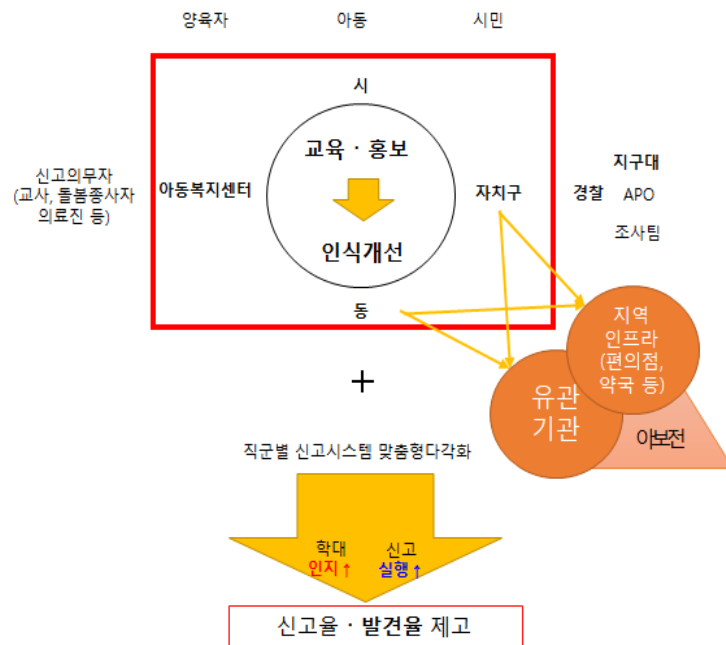 양육자 아동 시민
시
교육 · 홍보
인식개선
신고의무자
(교사, 돌봄종사자
의료진 등)
아동복지센터
자치구
동
지구대
경찰 APO
조사팀
지역
인프라
(편의점,
약국 등)
유관
기관
아보전
+
직군별 신고시스템 맞춤형다각화
학대 신고
인지 ↑ 실행 ↑
신고율 · 발견율 제고